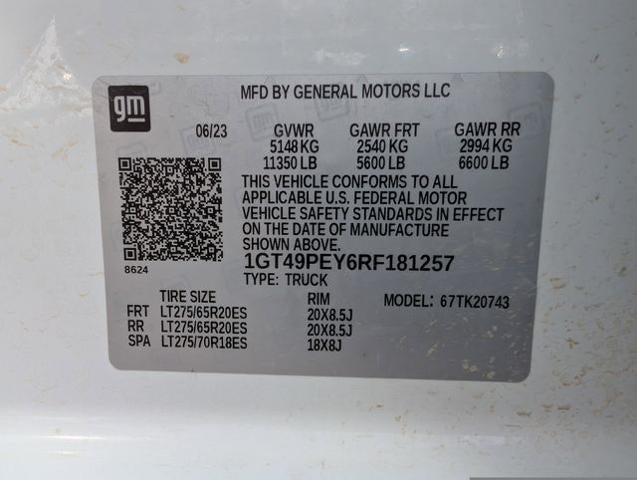 gm
MFD BY GENERAL MOTORS LLC
06/23 GVWR GAWR FRT GAWR RR
5148 KG 2540 KG 2994 KG
11350 LB 5600 LB 6600 LB
THIS VEHICLE CONFORMS TO ALL
APPLICABLE U.S. FEDERAL MOTOR
VEHICLE SAFETY STANDARDS IN EFFECT
ON THE DATE OF MANUFACTURE
SHOWN ABOVE.
8624
1GT49PEY6RF181257
TYPE: TRUCK
TIRE SIZE RIM MODEL: 67TK20743
FRT LT275/65R20ES 20X8.5J
RR LT275/65R20ES 20X8.5J
SPA LT275/70R18ES 18X8J